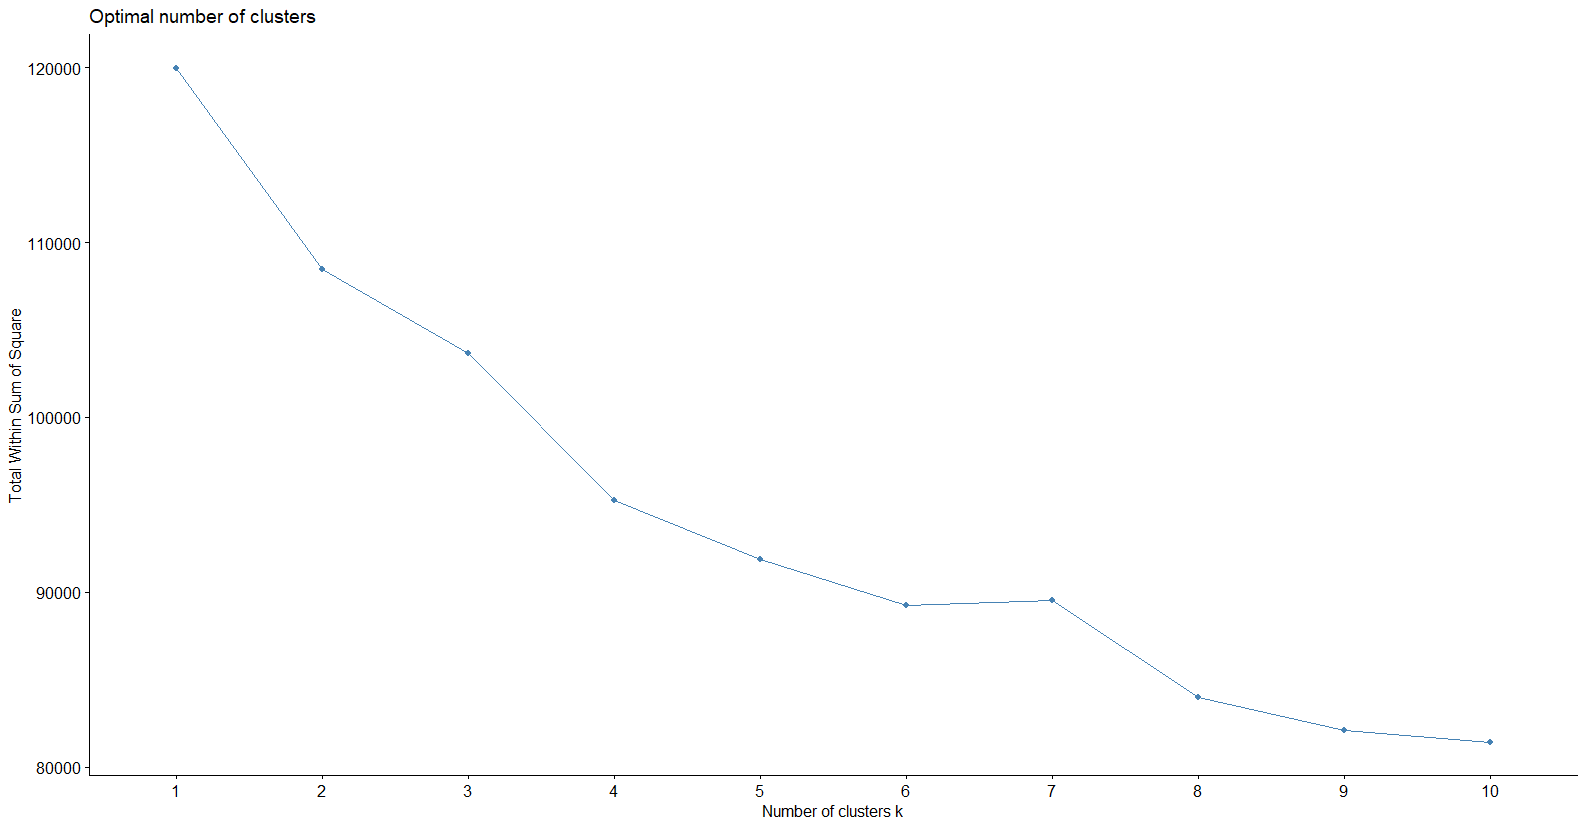 Optimal number of clusters
120000
110000
100000
90000
80000
Total Within Sum of Square
1 2 3 4 5 6 7 8 9 10
Number of clusters k